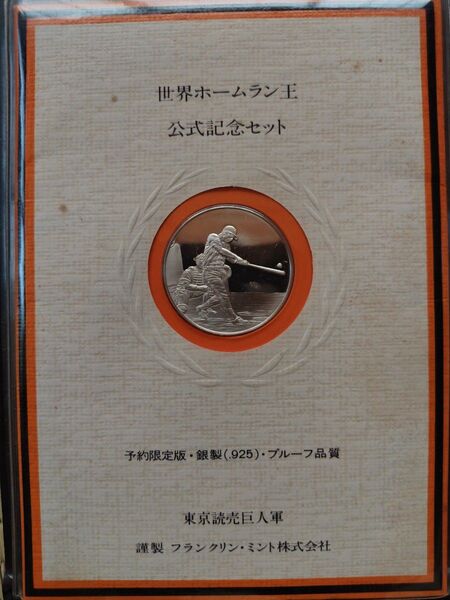 世界ホームラン王
公式記念セット
予約限定版・銀製(.925)・プルーフ品質
東京読売巨人軍
謹製 フランクリン・ミント株式会社